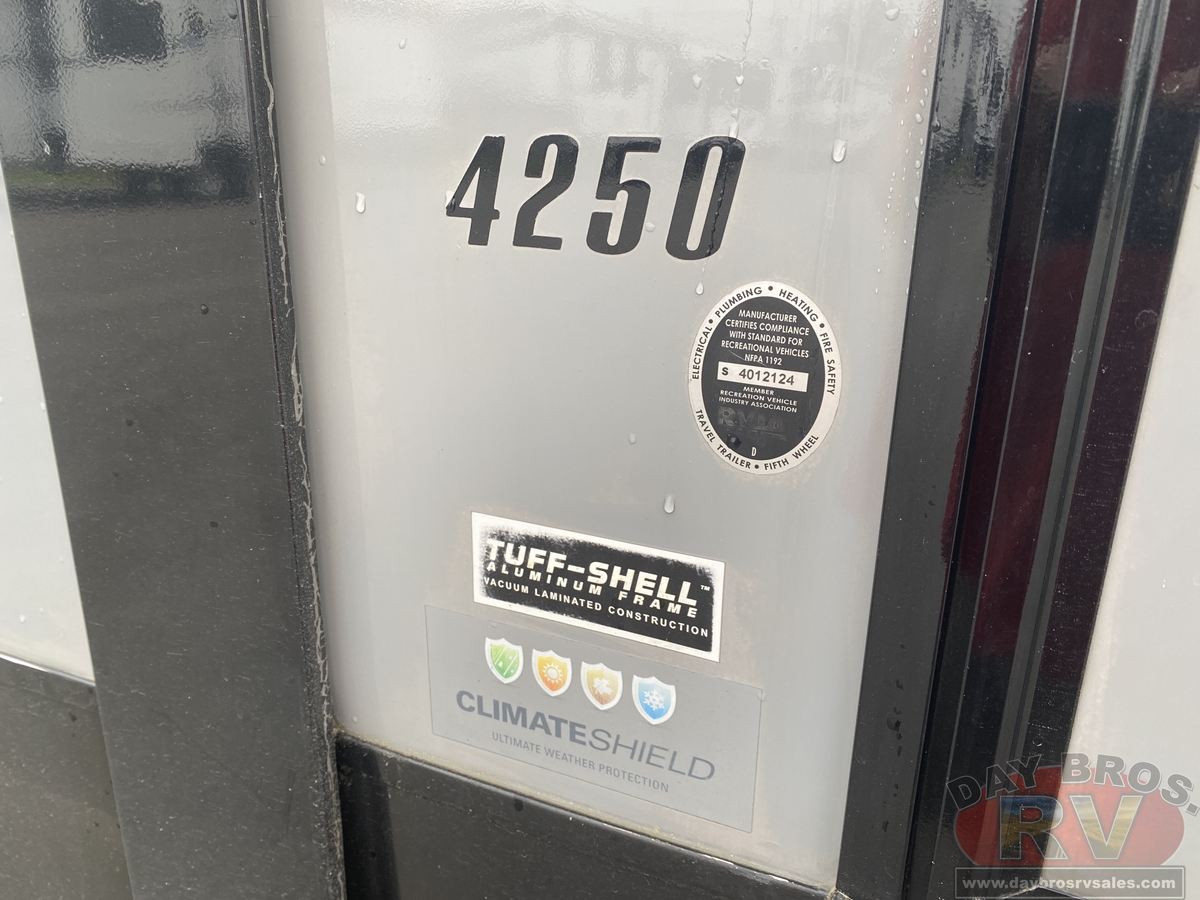 4250
ELECTRICAL • PLUMBING • HEATING • FIRE SAFETY
MANUFACTURER
CERTIFIES COMPLIANCE
WITH STANDARD FOR
RECREATIONAL VEHICLES
NFPA 1192
S 4012124
MEMBER
RECREATION VEHICLE
INDUSTRY ASSOCIATION
RVIA
D
TRAVEL TRAILER • FIFTH WHEEL
TUFF-SHELL™
ALUMINUM FRAME
VACUUM LAMINATED CONSTRUCTION
CLIMATESHIELD
ULTIMATE WEATHER PROTECTION
DAY BROS.
RV
www.daybrosrvsales.com